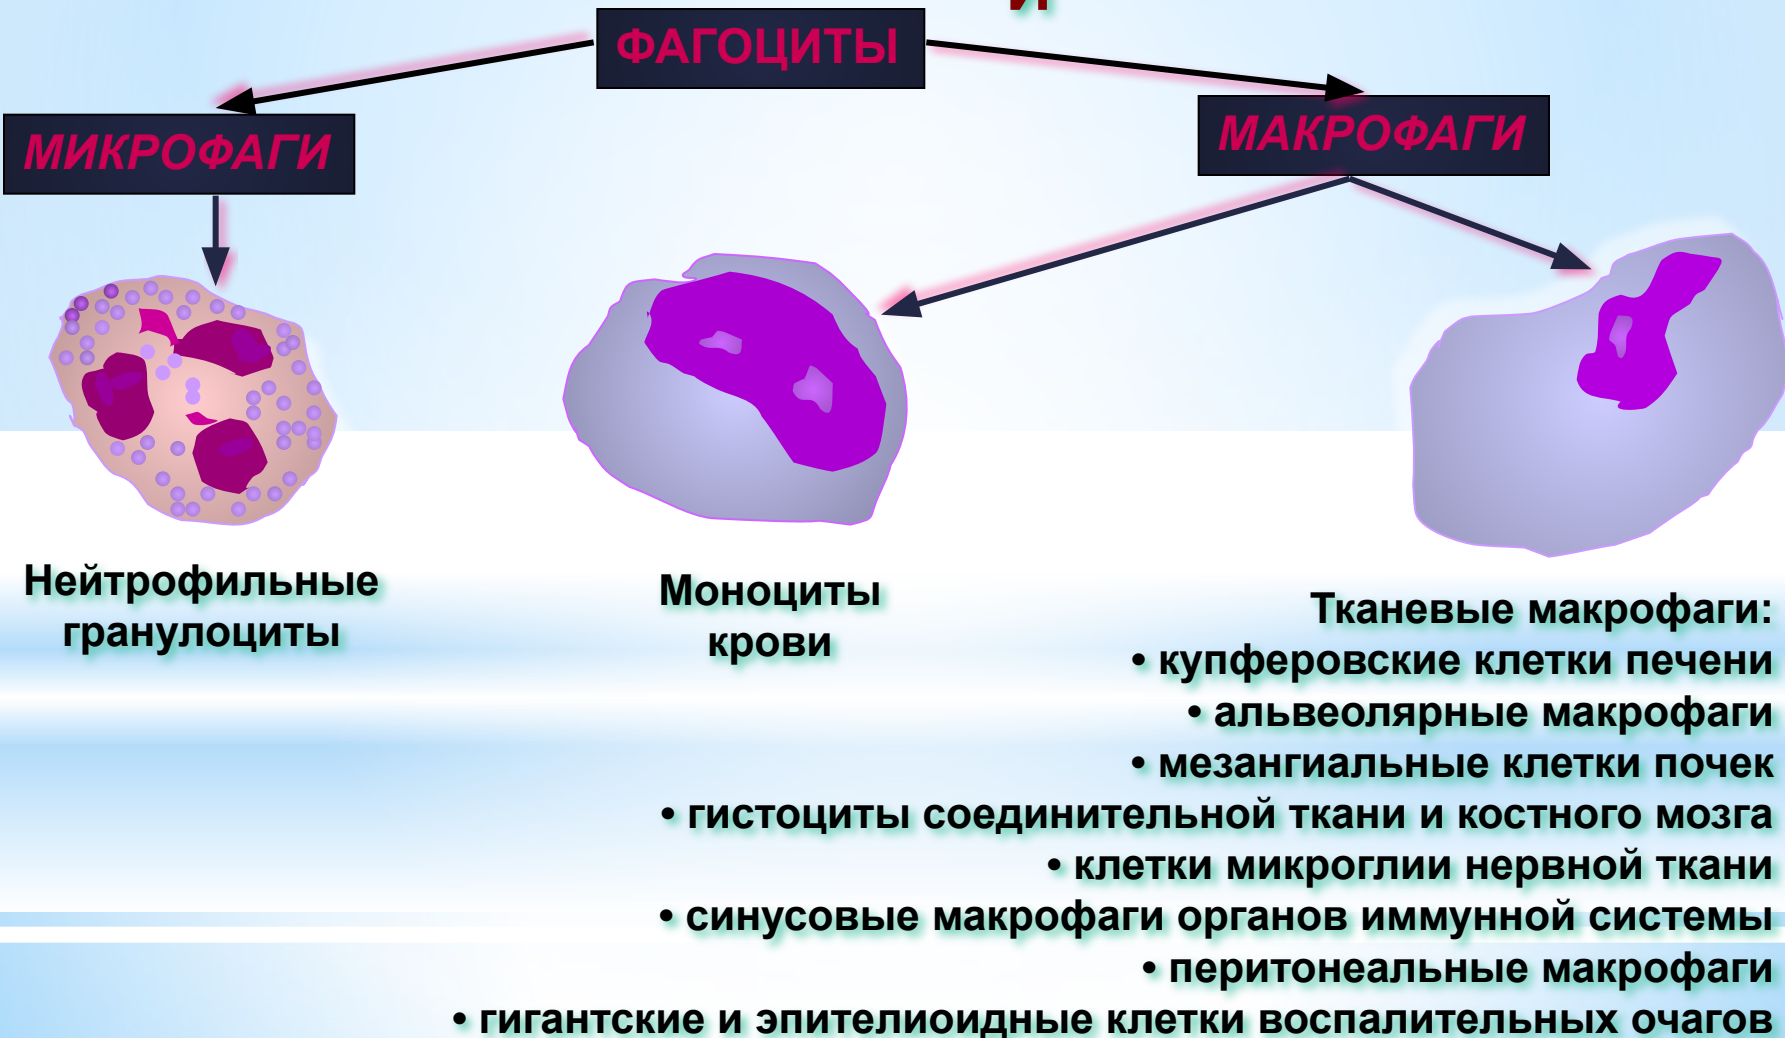 И
ФАГОЦИТЫ
МИКРОФАГИ
МАКРОФАГИ
Нейтрофильные
гранулоциты
Моноциты
крови
Тканевые макрофаги:
• купферовские клетки печени
• альвеолярные макрофаги
• мезангиальные клетки почек
• гистоциты соединительной ткани и костного мозга
• клетки микроглии нервной ткани
• синусовые макрофаги органов иммунной системы
• перитонеальные макрофаги
• гигантские и эпителиоидные клетки воспалительных очагов